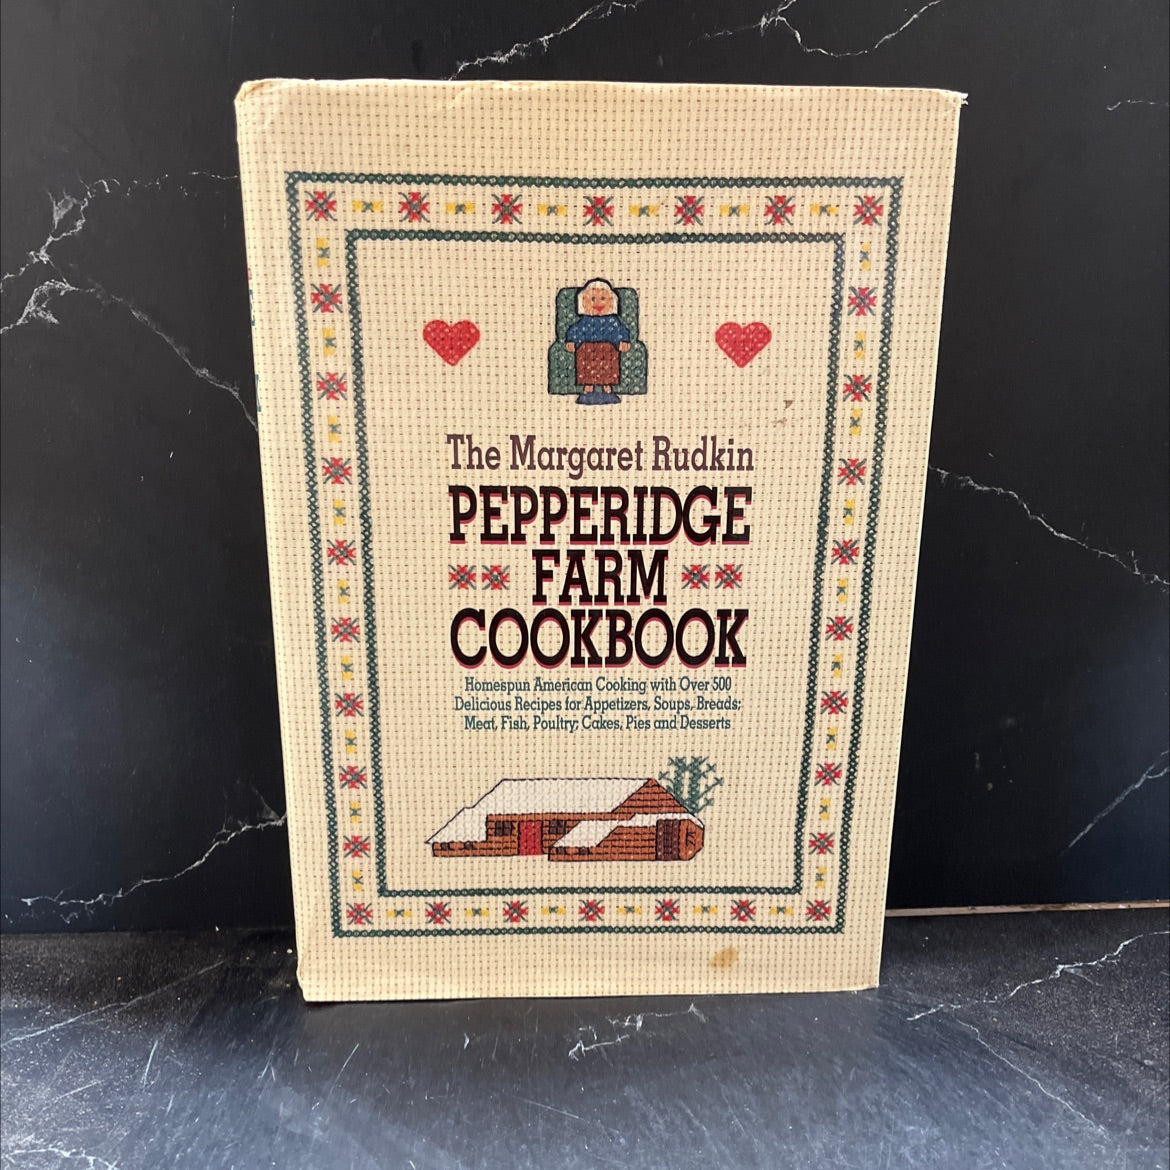 The Margaret Rudkin
PEPPERIDGE
FARM
COOKBOOK
Homespun American Cooking with Over 500
Delicious Recipes for Appetizers, Soups, Breads;
Meat, Fish, Poultry; Cakes, Pies and Desserts